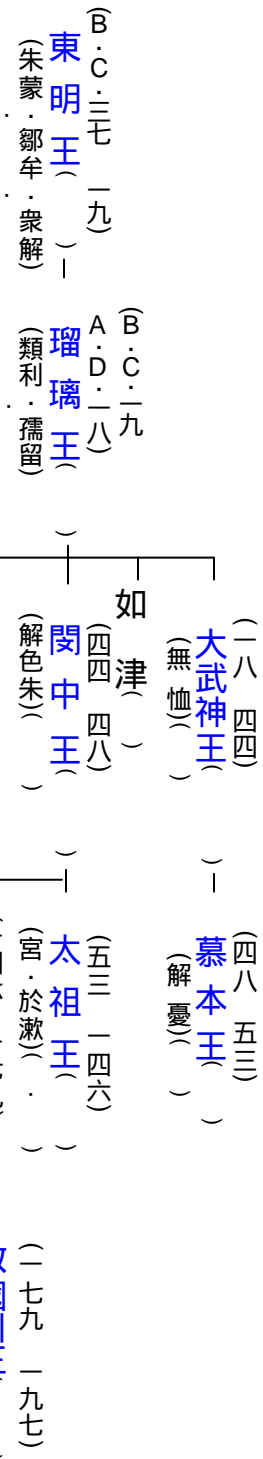 (B·C·三七 一九)
東明王( )
(朱蒙·鄒牟·衆解)
(B·C·一九
A·D·一八)
瑠璃王( )
(類利·孺留)
(一八 四四)
大武神王( )
(無恤)( )
如津( )
(四四 四八)
閔中王( )
(解色朱)( )
(四八 五三)
慕本王( )
(解憂)( )
(五三 一四六)
太祖王( )
(宮·於漱)( · )
(一七九 一九七)